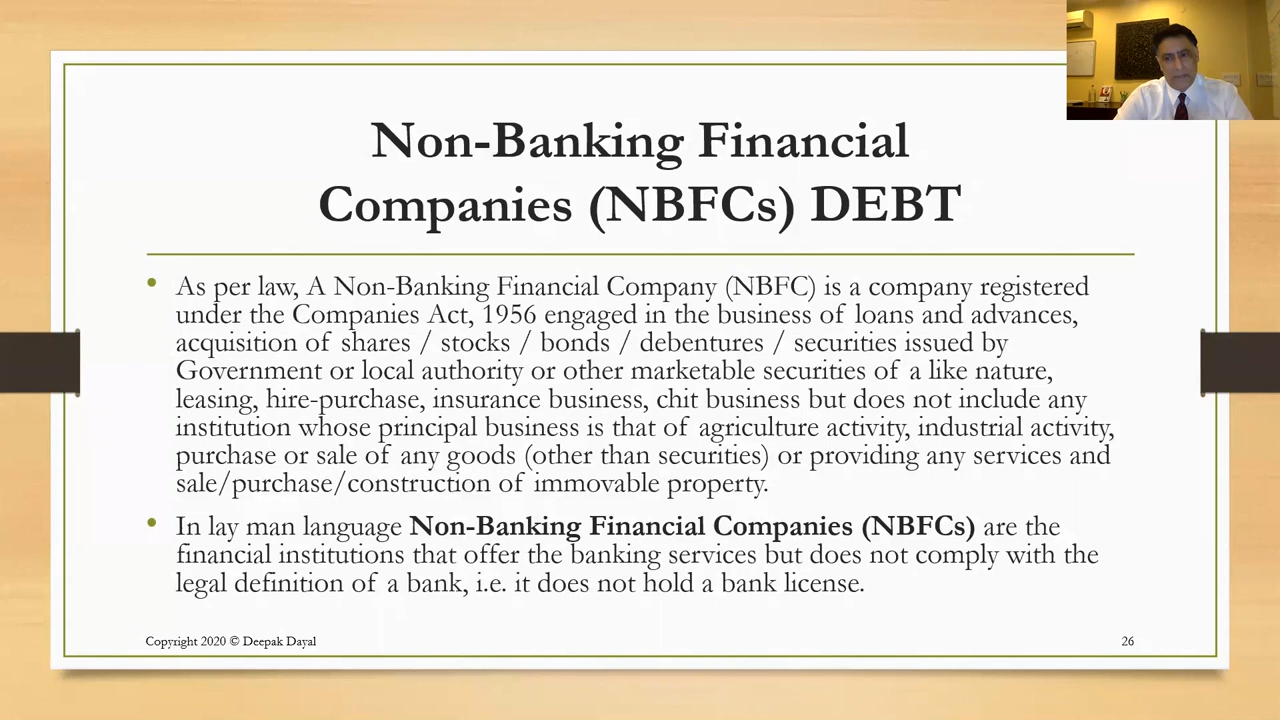 Non-Banking Financial
Companies (NBFCs) DEBT
• As per law, A Non-Banking Financial Company (NBFC) is a company registered
under the Companies Act, 1956 engaged in the business of loans and advances,
acquisition of shares / stocks / bonds / debentures / securities issued by
Government or local authority or other marketable securities of a like nature,
leasing, hire-purchase, insurance business, chit business but does not include any
institution whose principal business is that of agriculture activity, industrial activity,
purchase or sale of any goods (other than securities) or providing any services and
sale/purchase/construction of immovable property.
• In lay man language Non-Banking Financial Companies (NBFCs) are the
financial institutions that offer the banking services but does not comply with the
legal definition of a bank, i.e. it does not hold a bank license.
Copyright 2020 © Deepak Dayal
26